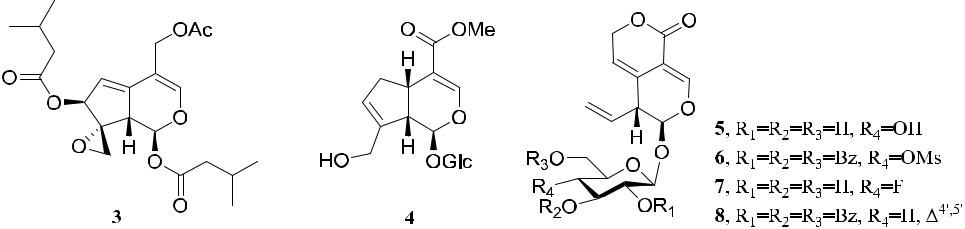 OAc
O
O
O
O
H
O
O
3
O
OMe
H
O
H
HO
OGlc
4
O
O
O
H
O
R₃O
O
R₄
R₂O
OR₁
5, R₁=R₂=R₃=H, R₄=OH
6, R₁=R₂=R₃=Bz, R₄=OMs
7, R₁=R₂=R₃=H, R₄=F
8, R₁=R₂=R₃=Bz, R₄=H, Δ⁴',⁵'